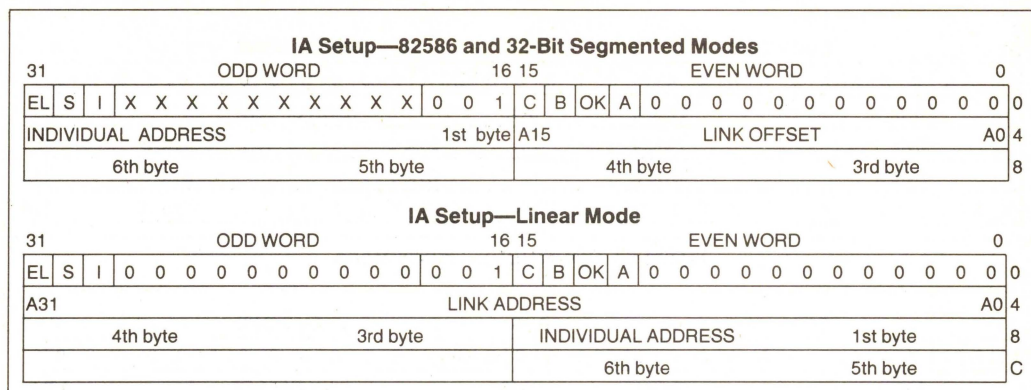 IA Setup—82586 and 32-Bit Segmented Modes
31 ODD WORD 16 15 EVEN WORD 0
EL S I X X X X X X X X X X 0 0 1 C B OK A 0 0 0 0 0 0 0 0 0 0 0 0 0
INDIVIDUAL ADDRESS 1st byte A15 LINK OFFSET A0 4
6th byte 5th byte 4th byte 3rd byte 8
IA Setup—Linear Mode
31 ODD WORD 16 15 EVEN WORD 0
EL S I 0 0 0 0 0 0 0 0 0 0 0 0 1 C B OK A 0 0 0 0 0 0 0 0 0 0 0 0 0
A31 LINK ADDRESS A0 4
4th byte 3rd byte INDIVIDUAL ADDRESS 1st byte 8
6th byte 5th byte C